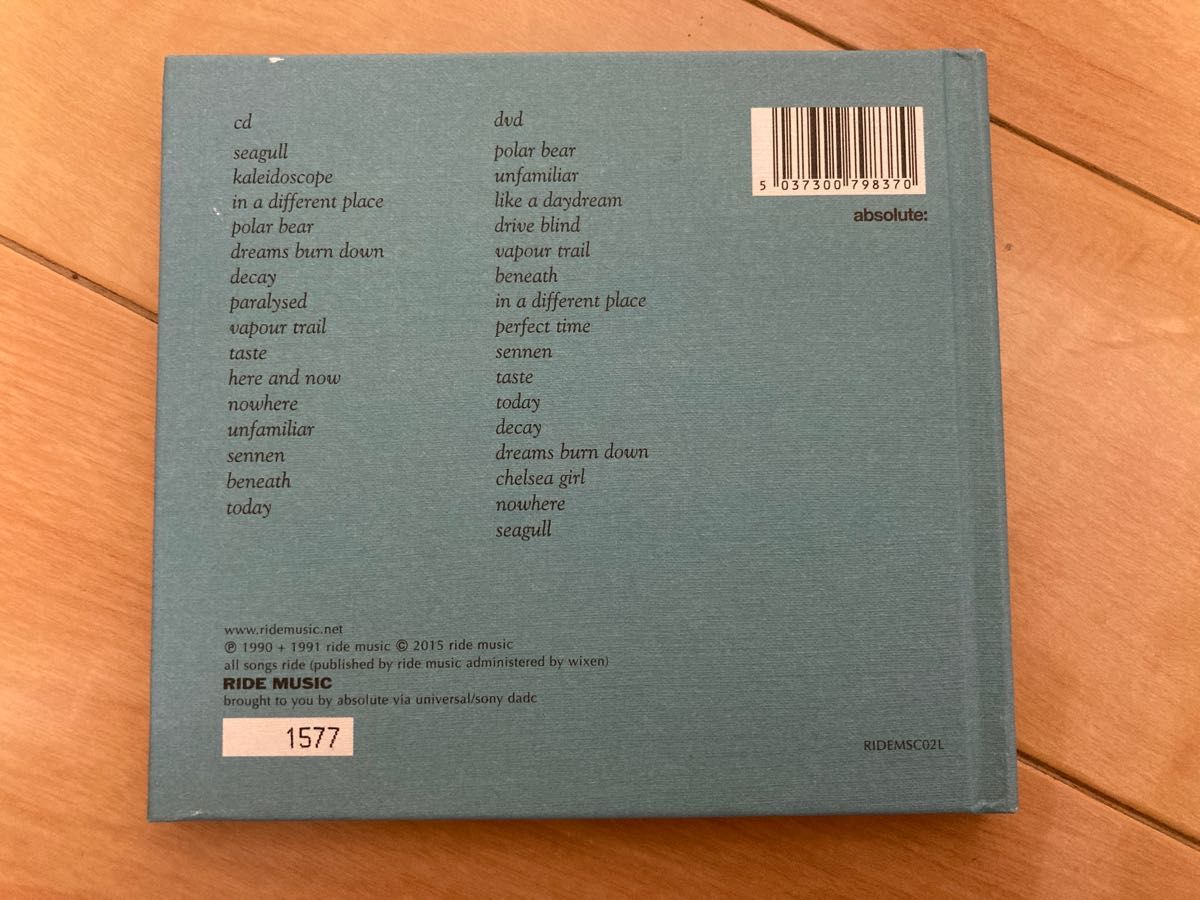 cd
seagull
kaleidoscope
in a different place
polar bear
dreams burn down
decay
paralysed
vapour trail
taste
here and now
nowhere
unfamiliar
sennen
beneath
today
dvd
polar bear
unfamiliar
like a daydream
drive blind
vapour trail
beneath
in a different place
perfect time
sennen
taste
today
decay
dreams burn down
chelsea girl
nowhere
seagull
5 037300 798370
absolute:
www.ridemusic.net
℗ 1990 + 1991 ride music © 2015 ride music
all songs ride (published by ride music administered by wixen)
RIDE MUSIC
brought to you by absolute via universal/sony dadc
1577
RIDEMSC02L